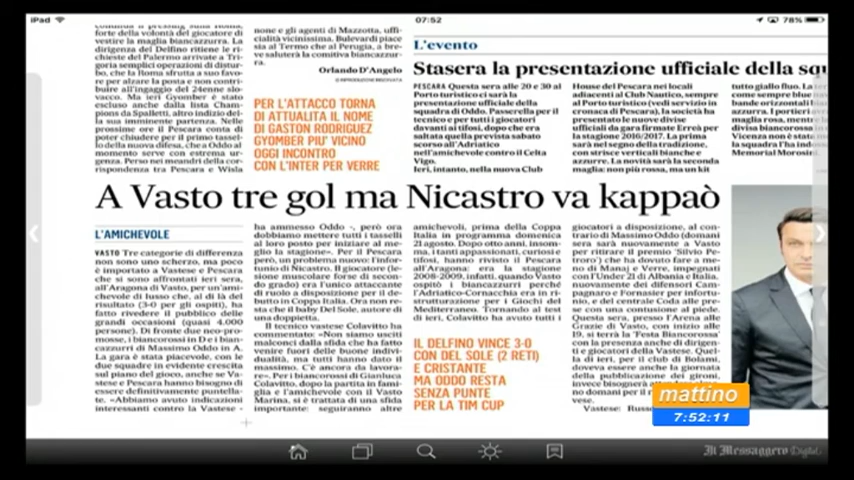 iPad
07:52
78%
continua il pressing sulla Roma,
forte della volontà del giocatore di
vestire la maglia biancazzurra. La
dirigenza del Delfino ritiene le ri-
chieste del Palermo arrivate a Tri-
goria semplici operazioni di distur-
bo, che la Roma sfrutta a suo favo-
re per alzare la posta e non contri-
buire all'ingaggio del 24enne slo-
vacco. Ma ieri Gyomber è stato
escluso anche dalla lista Cham-
pions da Spalletti, altro indizio del-
la sua imminente partenza. Nelle
prossime ore il Pescara conta di
poter chiudere per il primo tassel-
lo della nuova difesa, che a Oddo al
momento serve con estrema ur-
genza. Perso nei meandri della cor-
rispondenza tra Pescara e Wisla
none e gli agenti di Mazzotta, uffi-
cialità vicinissima. Bulevardi piace
sia al Termo che al Perugia, a bre-
ve saluterà la comitiva biancazzur-
ra.
Orlando D'Angelo
© RIPRODUZIONE RISERVATA
PER L'ATTACCO TORNA
DI ATTUALITÀ IL NOME
DI GASTON RODRIGUEZ
GYOMBER PIU' VICINO
OGGI INCONTRO
CON L'INTER PER VERRE
L'evento
Stasera la presentazione ufficiale della squ
PESCARA Questa sera alle 20 e 30 al
Porto turistico ci sarà la
presentazione ufficiale della
squadra di Oddo. Passerella per il
tecnico e per tutti i giocatori
davanti ai tifosi, dopo che era
saltata quella prevista sabato
scorso all'Adriatico
nell'amichevole contro il Celta
Vigo.
Ieri, intanto, nella nuova Club
House del Pescara nei locali
adiacenti al Club Nautico, sempre
al Porto turistico (vedi servizio in
cronaca di Pescara), la società ha
presentato le nuove divise
ufficiali da gara firmate Erreà per
la stagione 2016/2017. La prima
sarà nel segno della tradizione,
con strisce verticali bianche e
azzurre. La novità sarà la seconda
maglia: non più rossa, ma un kit
tutto giallo fluo. La
come sempre blue na
bande orizzontali bi
azzurre. I portieri av
maglia rosa, mentre
divisa biancorossa in
Vicenza non è stata
la squadra l'ha indos
Memorial Morosini.
A Vasto tre gol ma Nicastro va kappaò
L'AMICHEVOLE
VASTO Tre categorie di differenza
non sono uno scherzo, ma poco
è importato a Vastese e Pescara
che si sono affrontati ieri sera,
all'Aragona di Vasto, per un'ami-
chevole di lusso che, al di là del
risultato (3-0 per gli ospiti), ha
fatto rivedere il pubblico delle
grandi occasioni (quasi 4.000
persone). Di fronte due neo-pro-
mosse, i biancorossi in D e i bian-
cazzurri di Massimo Oddo in A.
La gara è stata piacevole, con le
due squadre in evidente crescita
sul piano del gioco, anche se Va-
stese e Pescara hanno bisogno di
essere definitivamente puntella-
te. «Abbiamo avuto indicazioni
interessanti contro la Vastese -
ha ammesso Oddo -, però ora
dobbiamo mettere tutti i tasselli
al loro posto per iniziare al me-
glio la stagione». Per il Pescara
però, un problema nuovo: l'infor-
tunio di Nicastro. Il giocatore (le-
sione muscolare forse di secon-
do grado) era l'unico attaccante
di ruolo a disposizione per il de-
butto in Coppa Italia. Ora non re-
sta che il baby Del Sole, autore di
una doppietta.
Il tecnico vastese Colavitto ha
commentato: «Non siamo usciti
malconci dalla sfida che ha fatto
venire fuori delle buone individ-
ualità, ma tutti hanno dato il
massimo. C'è ancora da lavora-
re». Per i biancorossi di Gianluca
Colavitto, dopo la partita in fami-
glia e l'amichevole con il Vasto
Marina, si è trattata di una sfida
importante: seguiranno altre
amichevoli, prima della Coppa
Italia in programma domenica
21 agosto. Dopo otto anni, insom-
ma, i tanti appassionati, curiosi e
tifosi, hanno rivisto il Pescara
all'Aragona: era la stagione
2008-2009, infatti, quando Vasto
ospitò i biancazzurri perché
l'Adriatico-Cornacchia era in ri-
strutturazione per i Giochi del
Mediterraneo. Tornando al test
di ieri, Colavitto ha avuto tutti i
IL DELFINO VINCE 3-0
CON DEL SOLE (2 RETI)
E CRISTANTE
MA ODDO RESTA
SENZA PUNTE
PER LA TIM CUP
giocatori a disposizione, al con-
trario di Massimo Oddo (domani
sera sarà nuovamente a Vasto
per ritirare il premio 'Silvio Pe-
trroro') che ha dovuto fare a me-
no di Manaj e Verre, impegnati
con l'Under 21 di Albania e Italia,
nuovamente dei difensori Cam-
pagnaro e Fornasier per infortu-
nio, e del centrale Coda alle pre-
se con una contusione al piede.
Questa sera, presso l'Arena alle
Grazie di Vasto, con inizio alle
19, si terrà la 'Festa Biancorossa'
con la presenza anche di dirigen-
ti e giocatori della Vastese. Quel-
la di ieri, per il club di Bolami,
doveva essere anche la giornata
della pubblicazione dei gironi,
invece bisognerà
no domani per il
vese.
Vastese: Russo
mattino
7:52:11
Il Messaggero Digital